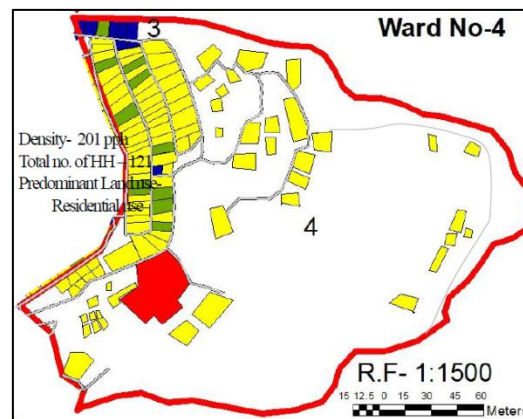 Ward No-4
3
Density- 201 pph
Total no. of HH – 121
Predominant Landuse-
Residential use
4
R.F- 1:1500
15 12.5 0 15 30 45 60
Meters